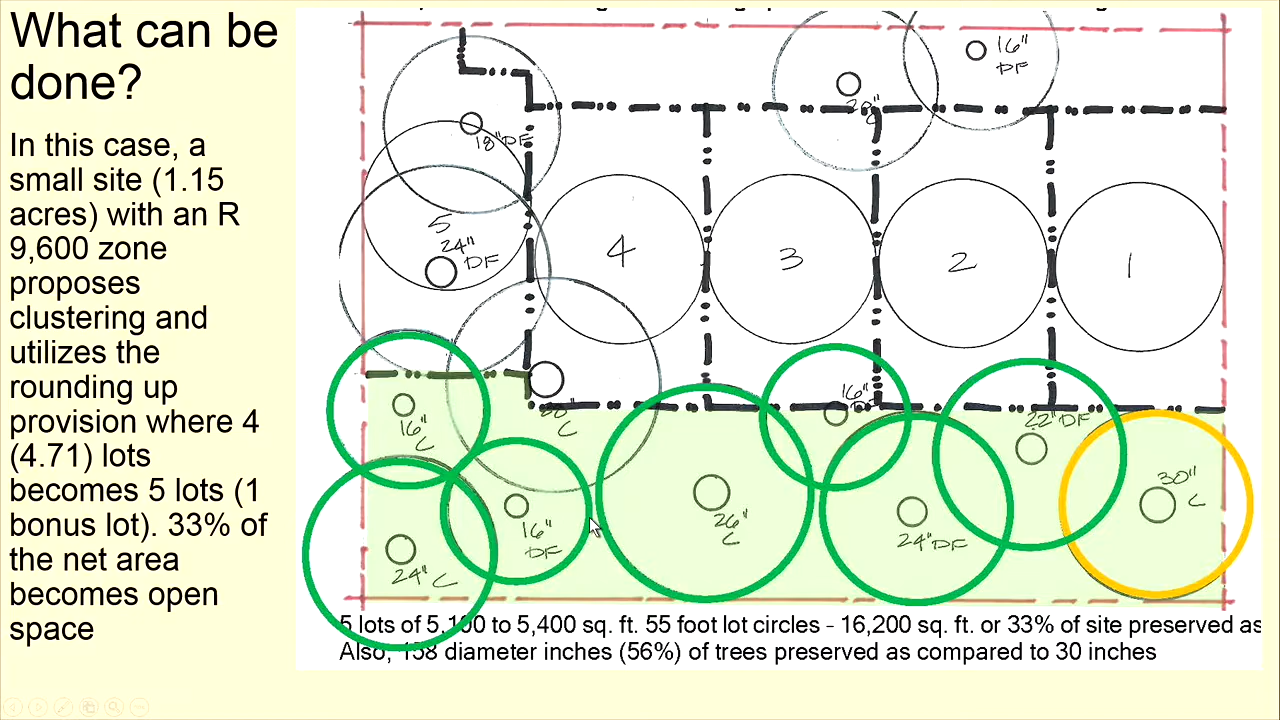 What can be
done?
In this case, a
small site (1.15
acres) with an R
9,600 zone
proposes
clustering and
utilizes the
rounding up
provision where 4
(4.71) lots
becomes 5 lots (1
bonus lot). 33% of
the net area
becomes open
space
16"
DF
18"DF
5
24"
DF
4
3
2
1
C
16"
DF
16"
C
22" DF
30"
C
26"
C
16"
DF
24" DF
24" C
5 lots of 5,100 to 5,400 sq. ft. 55 foot lot circles - 16,200 sq. ft. or 33% of site preserved as
Also, 158 diameter inches (56%) of trees preserved as compared to 30 inches